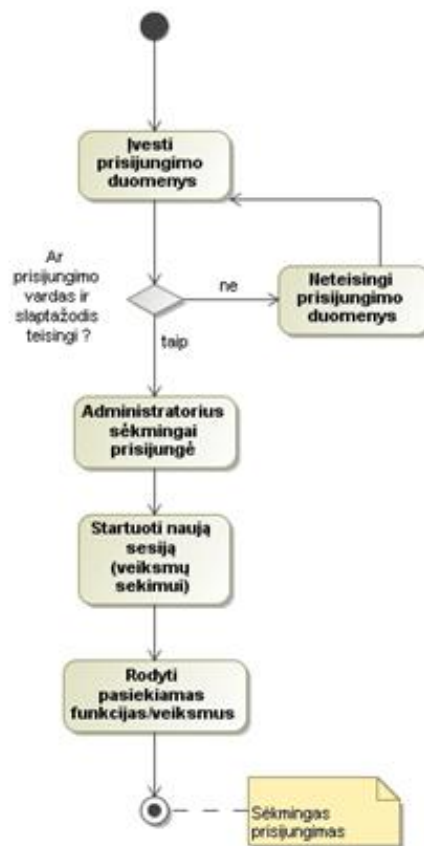 Įvesti
prisijungimo
duomenys
Ar
prisijungimo
vardas ir
slaptažodis
teisingi ?
ne
Neteisingi
prisijungimo
duomenys
taip
Administratorius
sėkmingai
prisijungė
Startuoti naują
sesiją
(veiksmų
sekimui)
Rodyti
pasiekiamas
funkcijas/veiksmus
Sėkmingas
prisijungimas